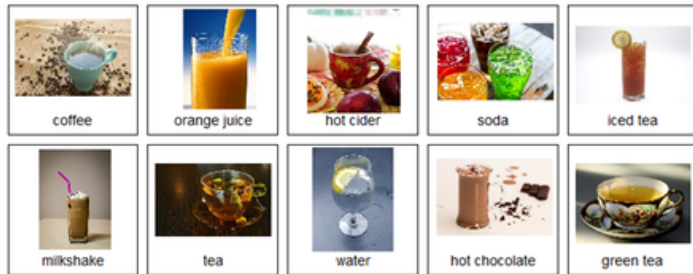 coffee
orange juice
hot cider
soda
iced tea
milkshake
tea
water
hot chocolate
green tea